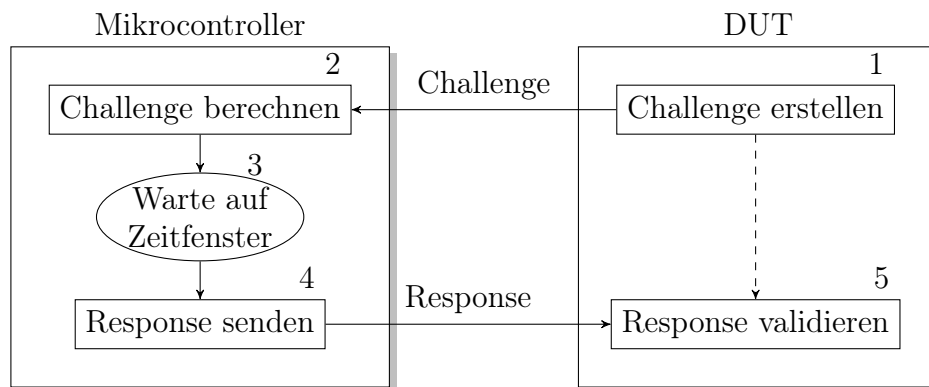 Mikrocontroller
DUT
2
1
Challenge berechnen
Challenge
Challenge erstellen
3
Warte auf
Zeitfenster
4
5
Response senden
Response
Response validieren